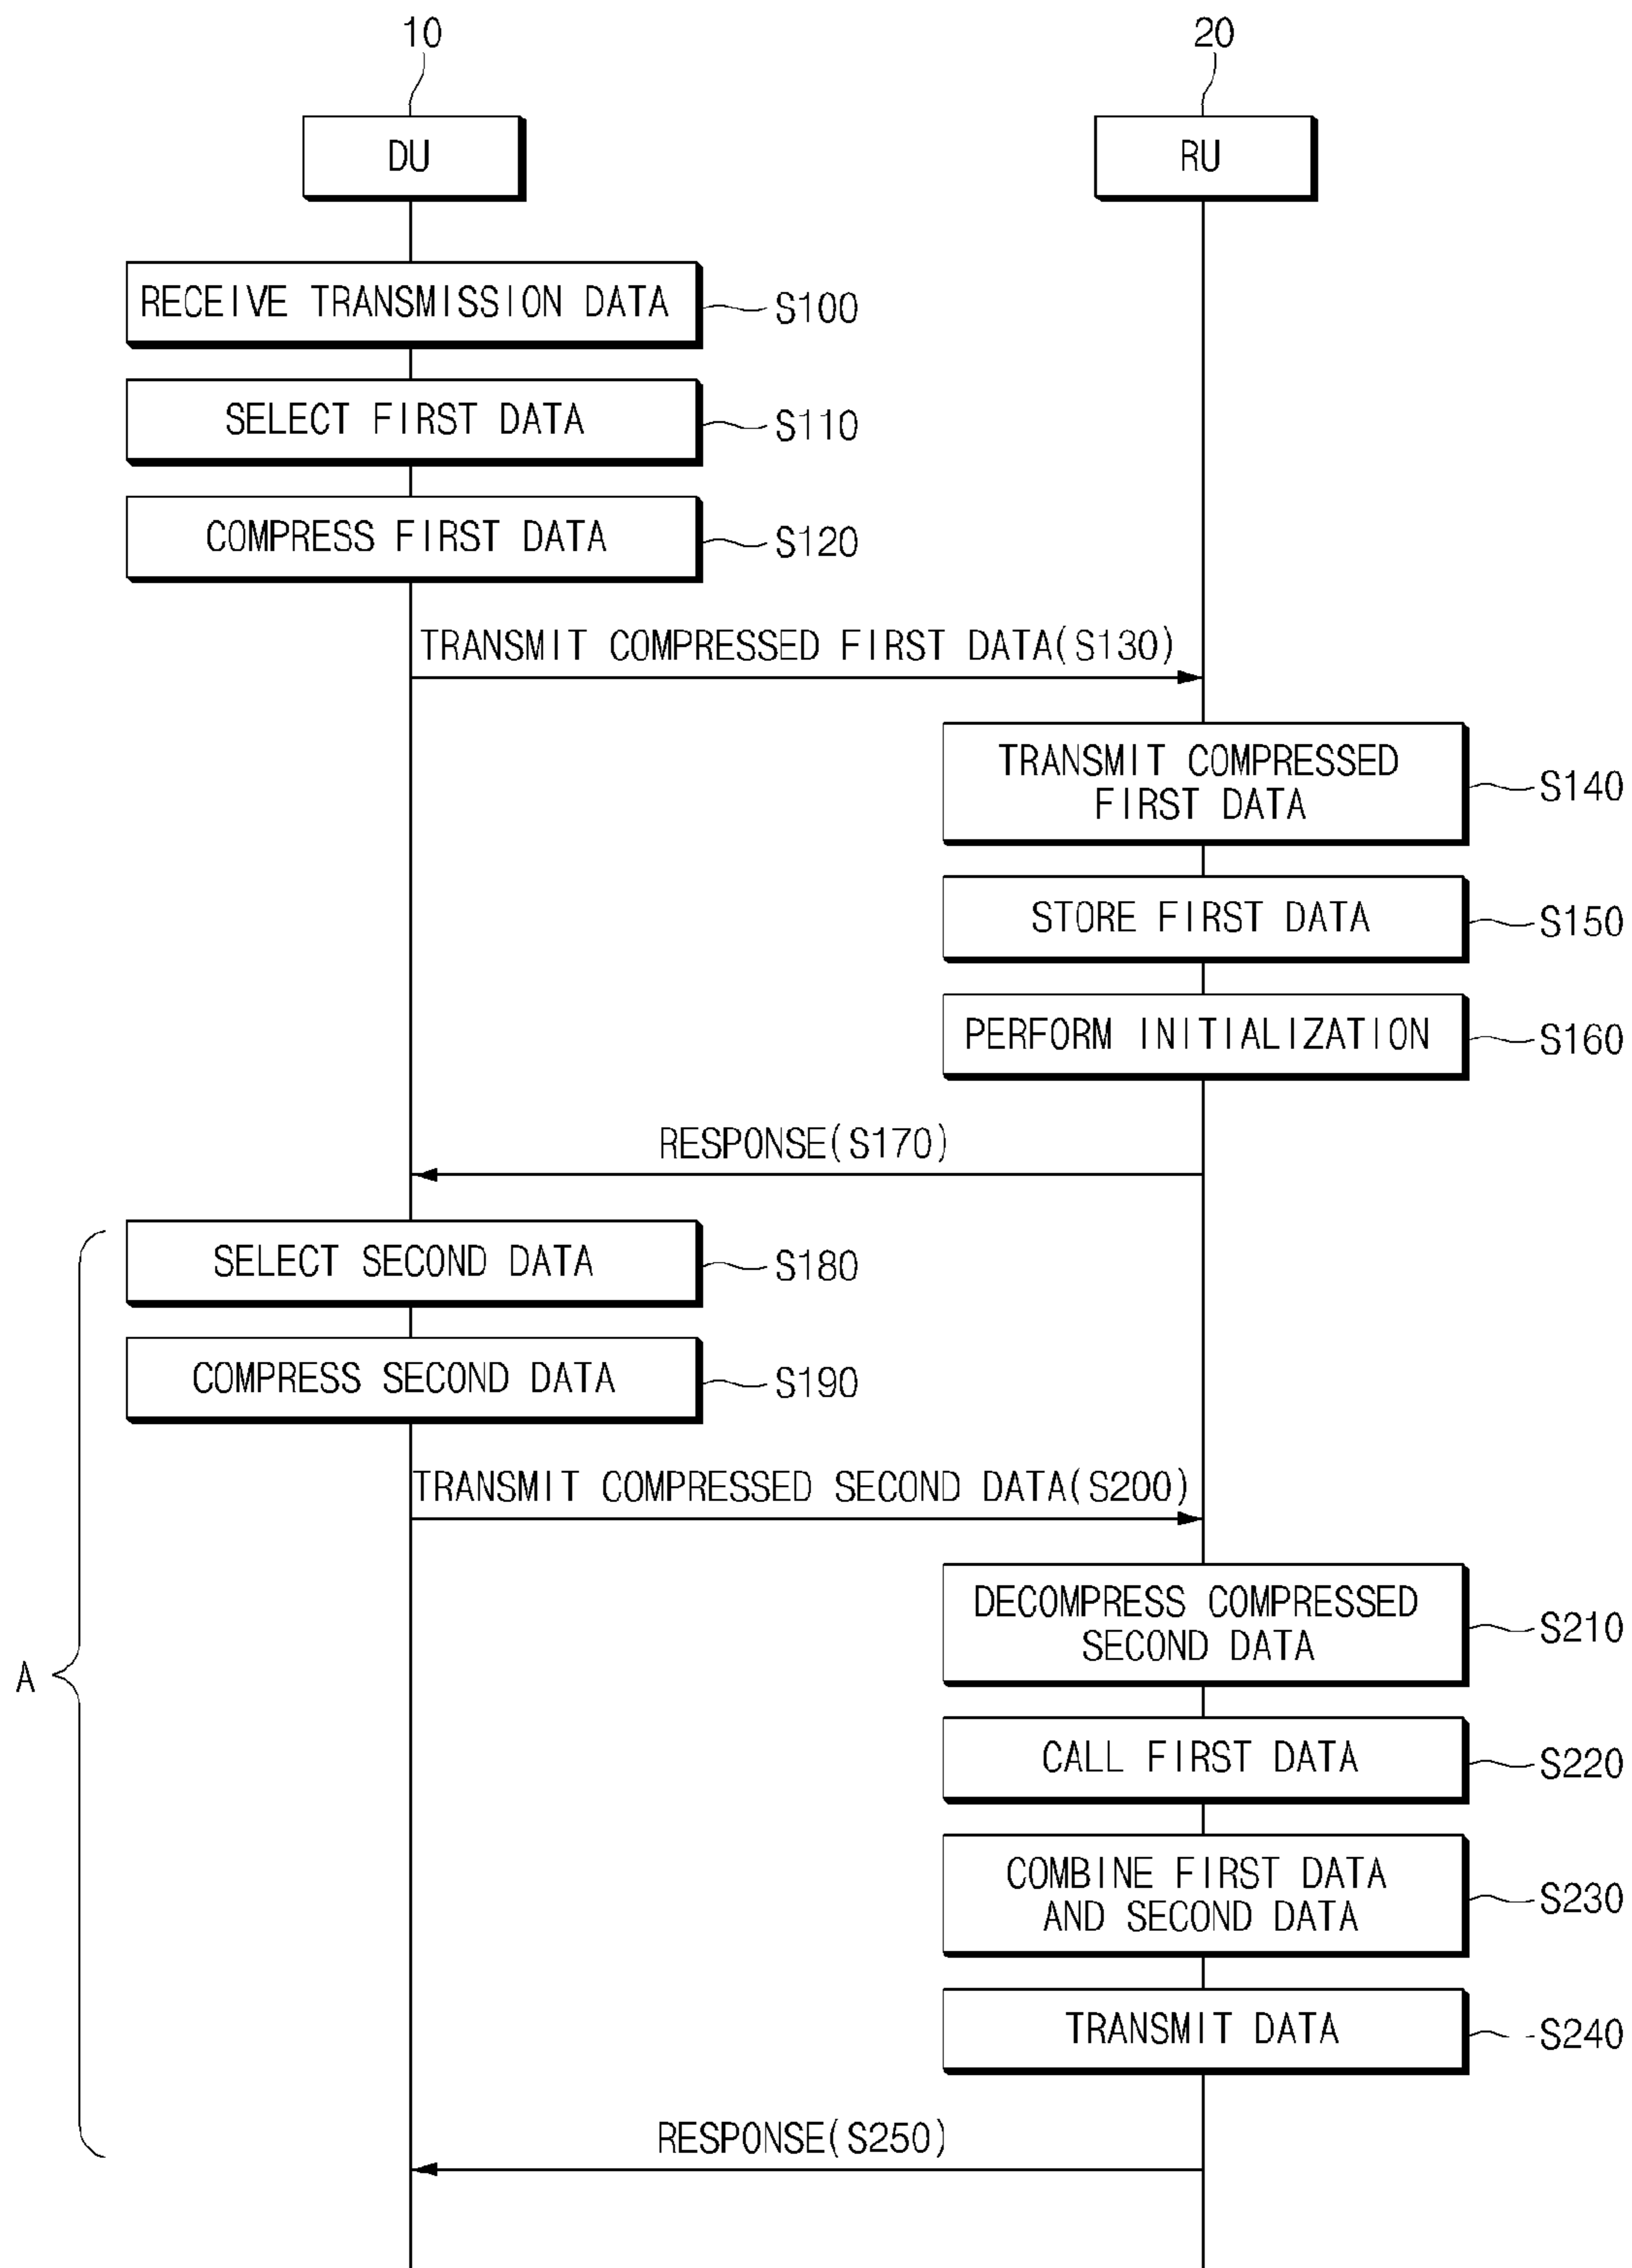 10
20
DU
RU
RECEIVE TRANSMISSION DATA
S100
SELECT FIRST DATA
S110
COMPRESS FIRST DATA
S120
TRANSMIT COMPRESSED FIRST DATA(S130)
TRANSMIT COMPRESSED
FIRST DATA
S140
STORE FIRST DATA
S150
PERFORM INITIALIZATION
S160
RESPONSE(S170)
SELECT SECOND DATA
S180
COMPRESS SECOND DATA
S190
TRANSMIT COMPRESSED SECOND DATA(S200)
DECOMPRESS COMPRESSED
SECOND DATA
S210
A
CALL FIRST DATA
S220
COMBINE FIRST DATA
AND SECOND DATA
S230
TRANSMIT DATA
S240
RESPONSE(S250)